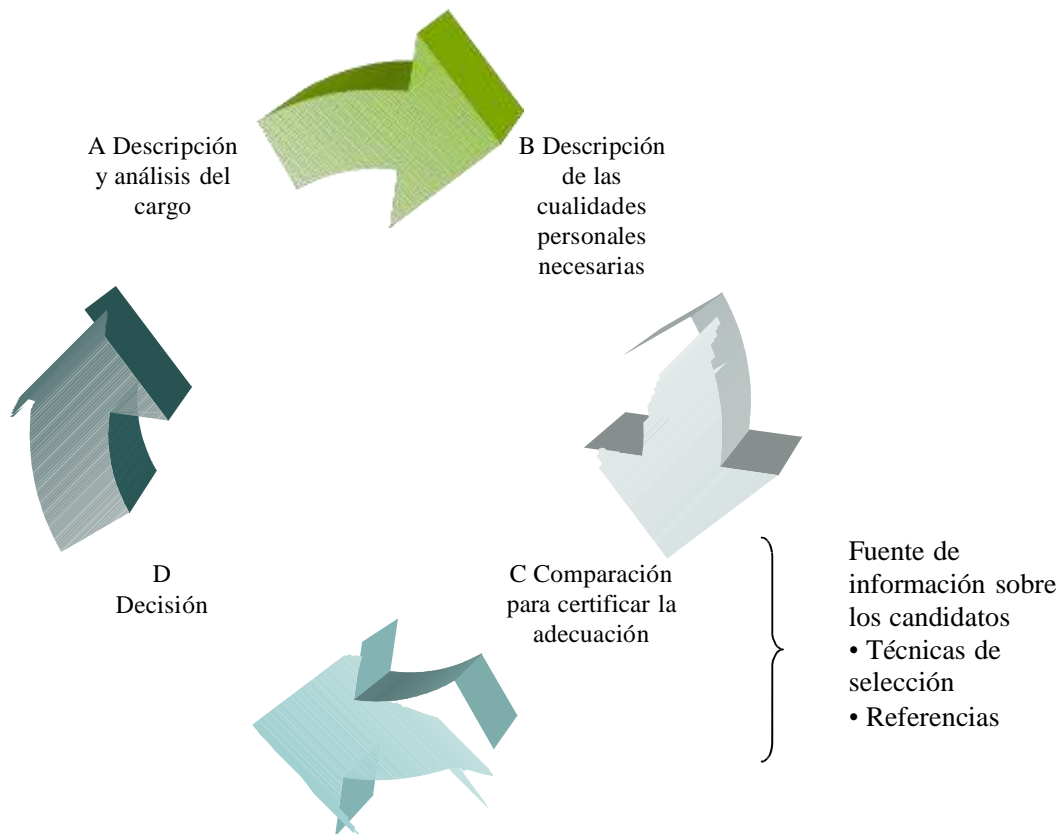 A Descripción
y análisis del
cargo
B Descripción
de las
cualidades
personales
necesarias
D
Decisión
C Comparación
para certificar la
adecuación
Fuente de
información sobre
los candidatos
• Técnicas de
selección
• Referencias